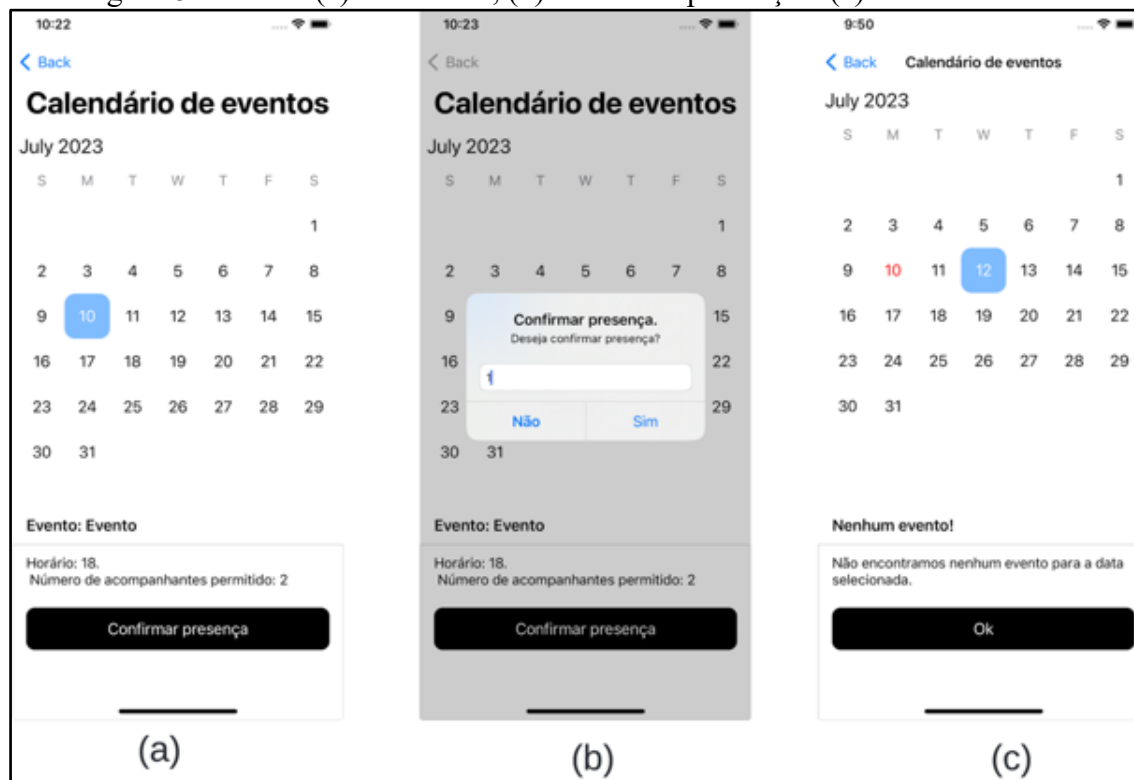 (a) (b) (c)
10:22
Back
Calendário de eventos
July 2023
S M T W T F S
1
2 3 4 5 6 7 8
9 10 11 12 13 14 15
16 17 18 19 20 21 22
23 24 25 26 27 28 29
30 31
Evento: Evento
Horário: 18.
Número de acompanhantes permitido: 2
Confirmar presença
(a)
10:23
Back
Calendário de eventos
July 2023
S M T W T F S
1
2 3 4 5 6 7 8
9 15
Confirmar presença.
Deseja confirmar presença?
16 22
1
23 29
Não Sim
30 31
Evento: Evento
Horário: 18.
Número de acompanhantes permitido: 2
Confirmar presença
(b)
9:50
Back Calendário de eventos
July 2023
S M T W T F S
1
2 3 4 5 6 7 8
9 10 11 12 13 14 15
16 17 18 19 20 21 22
23 24 25 26 27 28 29
30 31
Nenhum evento!
Não encontramos nenhum evento para a data
selecionada.
Ok
(c)